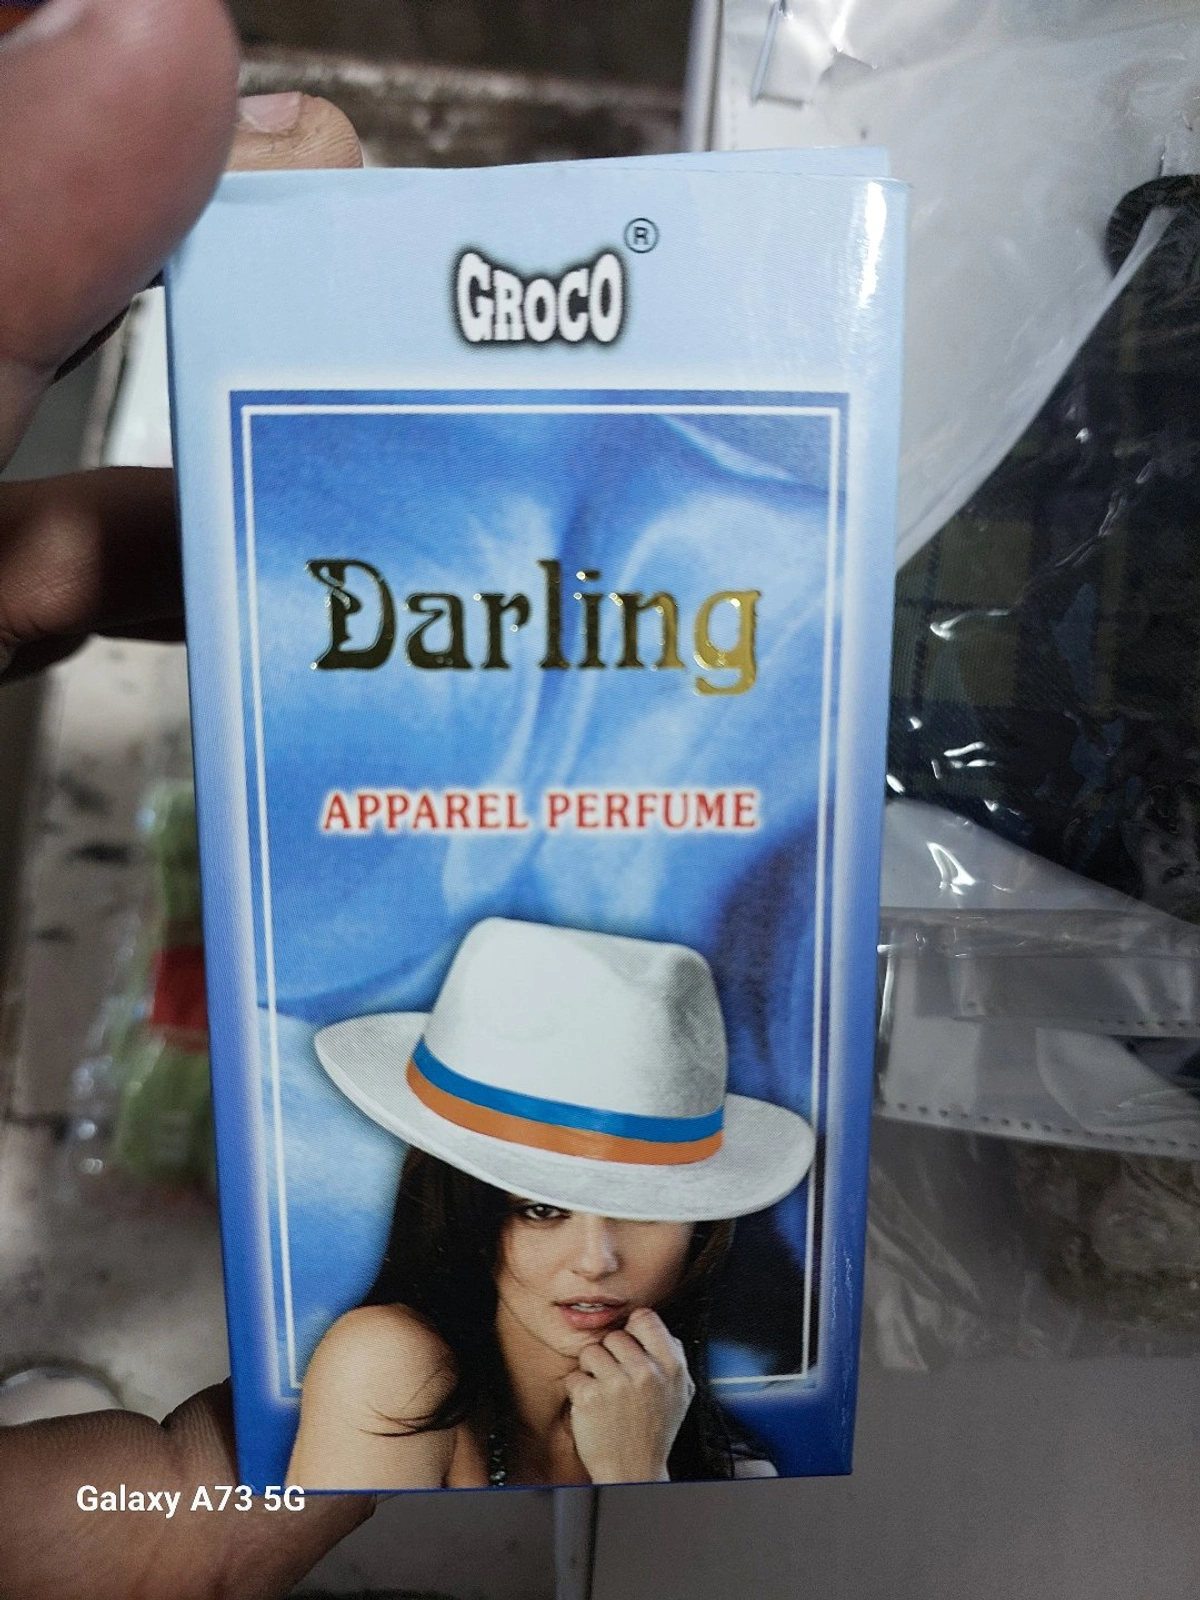 GROCO ®
Darling
APPAREL PERFUME
Galaxy A73 5G